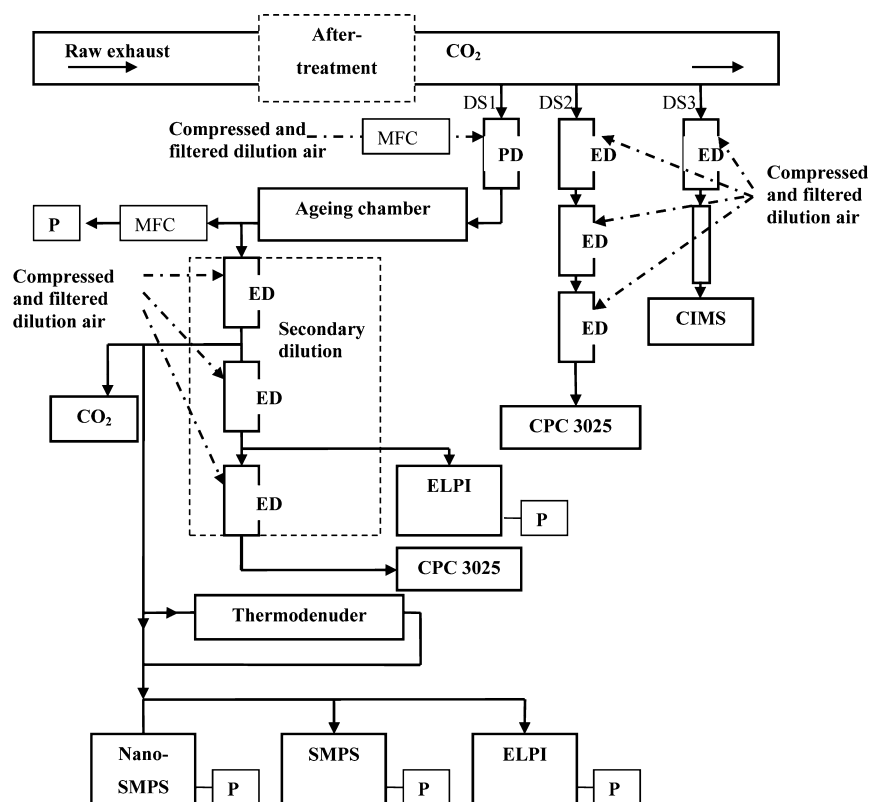 After-
Raw exhaust
CO₂
treatment
DS1
DS2
DS3
Compressed and
filtered dilution air
MFC
PD
ED
ED
Compressed
and filtered
dilution air
Ageing chamber
P
MFC
ED
Compressed
and filtered
dilution air
ED
Secondary
dilution
ED
CIMS
CO₂
ED
CPC 3025
ELPI
ED
P
CPC 3025
Thermodenuder
Nano-
SMPS
P
SMPS
P
ELPI
P